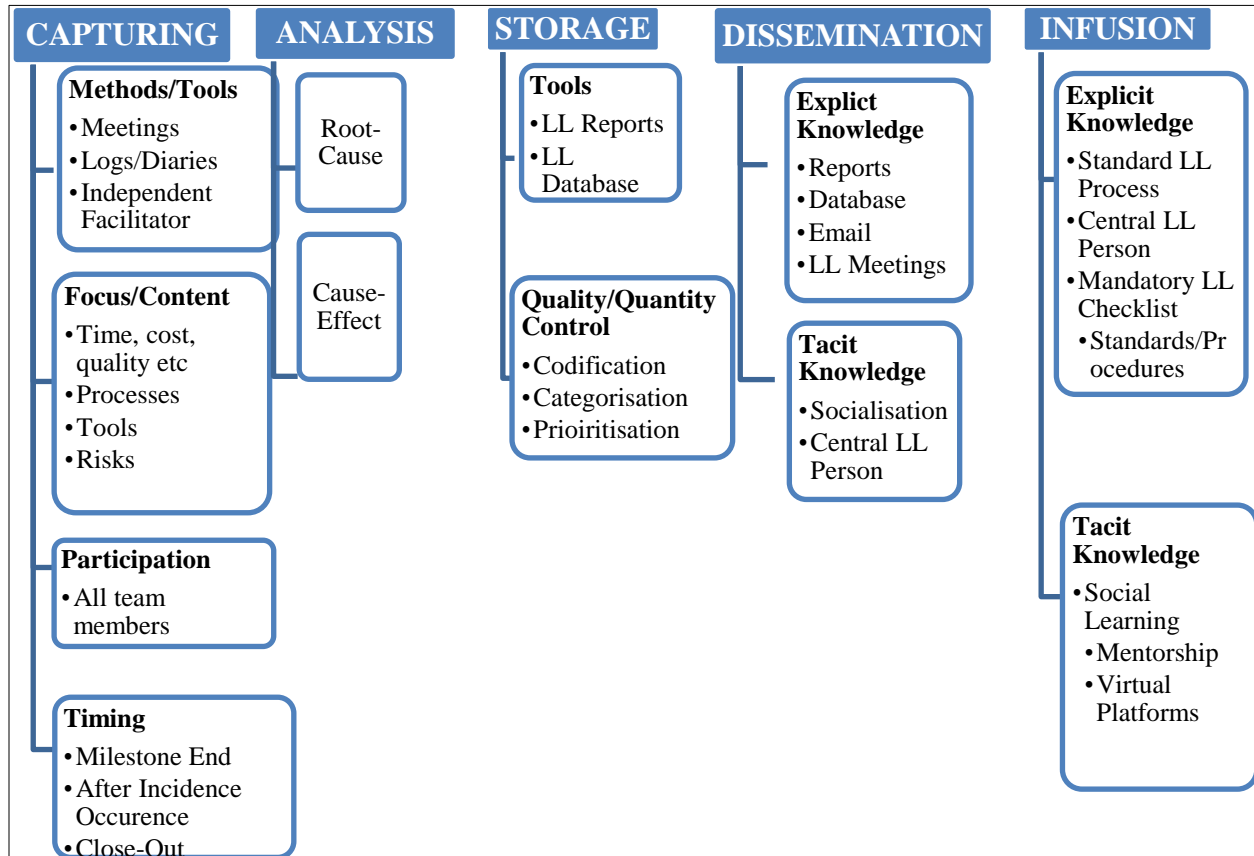 CAPTURING
Methods/Tools
•Meetings
•Logs/Diaries
•Independent
Facilitator
Focus/Content
•Time, cost,
quality etc
•Processes
•Tools
•Risks
Participation
•All team
members
Timing
•Milestone End
•After Incidence
Occurence
•Close-Out
ANALYSIS
Root-
Cause
Cause-
Effect
STORAGE
Tools
•LL Reports
•LL
Database
Quality/Quantity
Control
•Codification
•Categorisation
•Prioiritisation
DISSEMINATION
Explict
Knowledge
•Reports
•Database
•Email
•LL Meetings
Tacit
Knowledge
•Socialisation
•Central LL
Person
INFUSION
Explicit
Knowledge
•Standard LL
Process
•Central LL
Person
•Mandatory LL
Checklist
•Standards/Pr
ocedures
Tacit
Knowledge
•Social
Learning
•Mentorship
•Virtual
Platforms